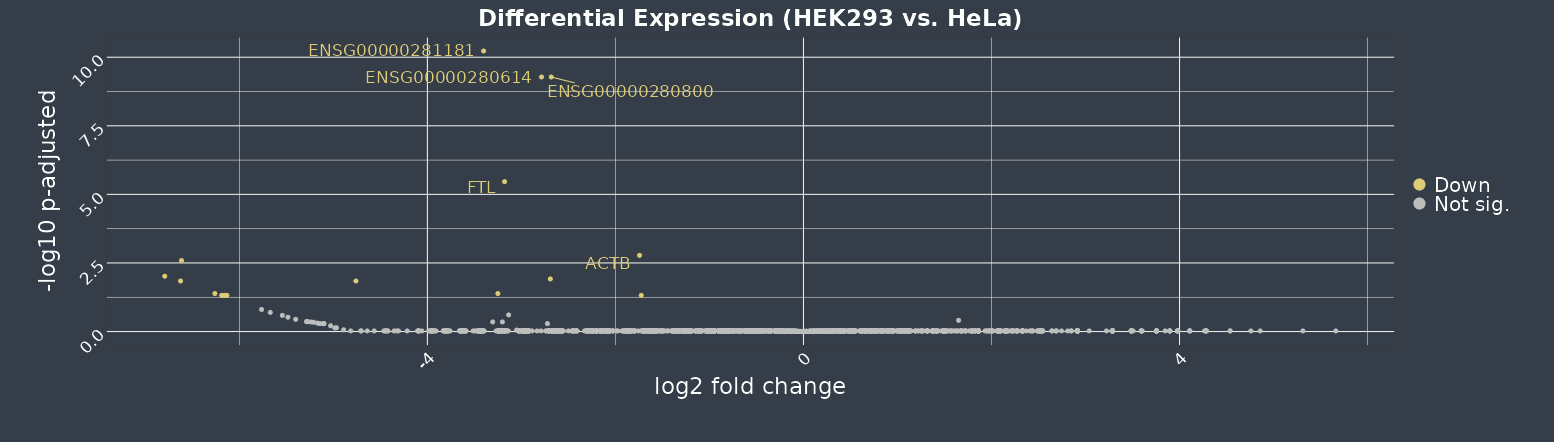 Differential Expression (HEK293 vs. HeLa)
-log10 p-adjusted
10.0
7.5
5.0
2.5
0.0
ENSG00000281181
ENSG00000280614
ENSG00000280800
FTL
ACTB
Down
Not sig.
-4
0
4
log2 fold change